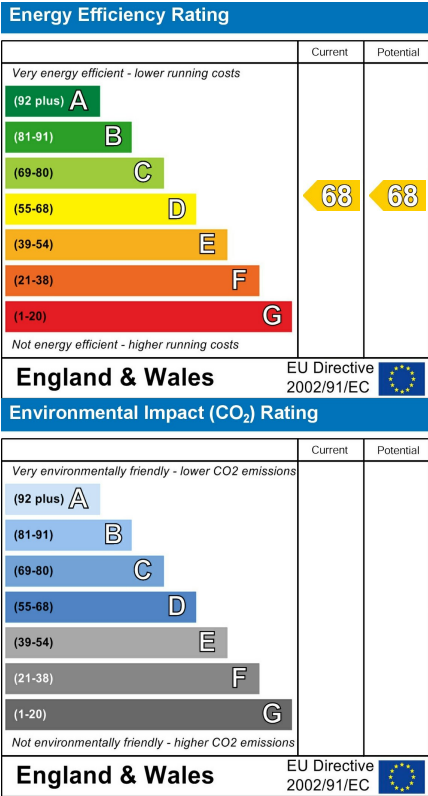 Energy Efficiency Rating
Current Potential
Very energy efficient - lower running costs
(92 plus) A
(81-91) B
(69-80) C
(55-68) D
68 68
(39-54) E
(21-38) F
(1-20) G
Not energy efficient - higher running costs
England & Wales
EU Directive
2002/91/EC
Environmental Impact (CO₂) Rating
Current Potential
Very environmentally friendly - lower CO2 emissions
(92 plus) A
(81-91) B
(69-80) C
(55-68) D
(39-54) E
(21-38) F
(1-20) G
Not environmentally friendly - higher CO2 emissions
England & Wales
EU Directive
2002/91/EC